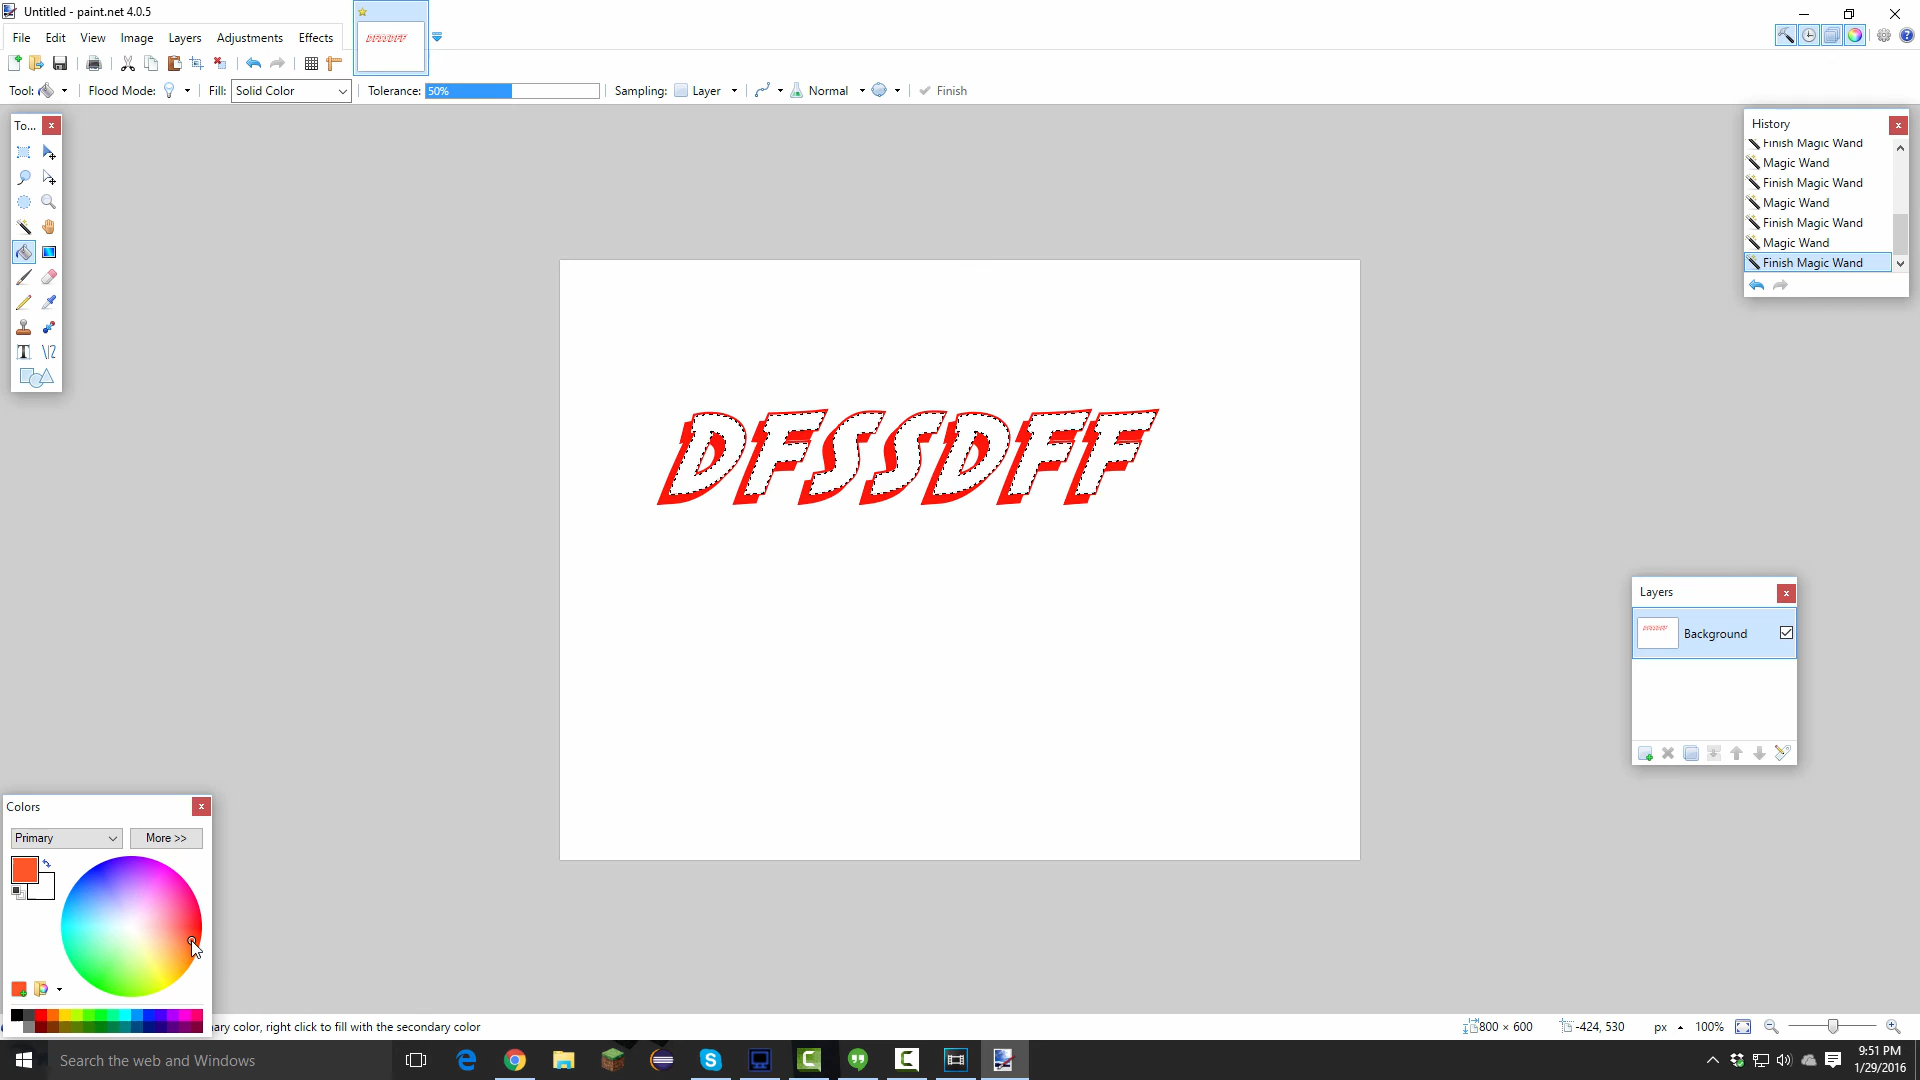 Untitled - paint.net 4.0.5
File Edit View Image Layers Adjustments Effects
Tool: Flood Mode: Fill: Solid Color Tolerance: 50% Sampling: Layer Normal Finish
To...
History
Finish Magic Wand
Magic Wand
Finish Magic Wand
Magic Wand
Finish Magic Wand
Magic Wand
Finish Magic Wand
DFSSDFF
Layers
Background
Colors
Primary More >>
color, right click to fill with the secondary color
800 x 600 -424, 530 px 100%
Search the web and Windows
9:51 PM
1/29/2016